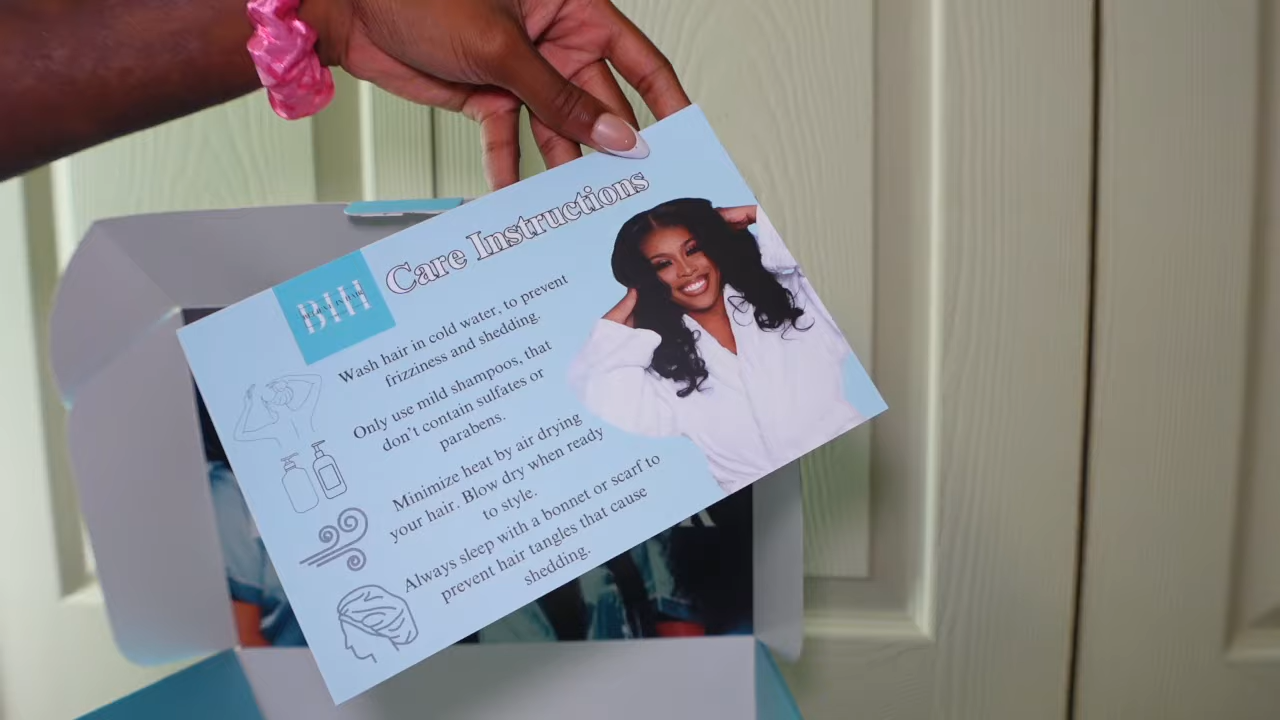 Care Instructions
BIH
Wash hair in cold water, to prevent
frizziness and shedding.
Only use mild shampoos, that
don't contain sulfates or
parabens.
Minimize heat by air drying
your hair. Blow dry when ready
to style.
Always sleep with a bonnet or scarf to
prevent hair tangles that cause
shedding.